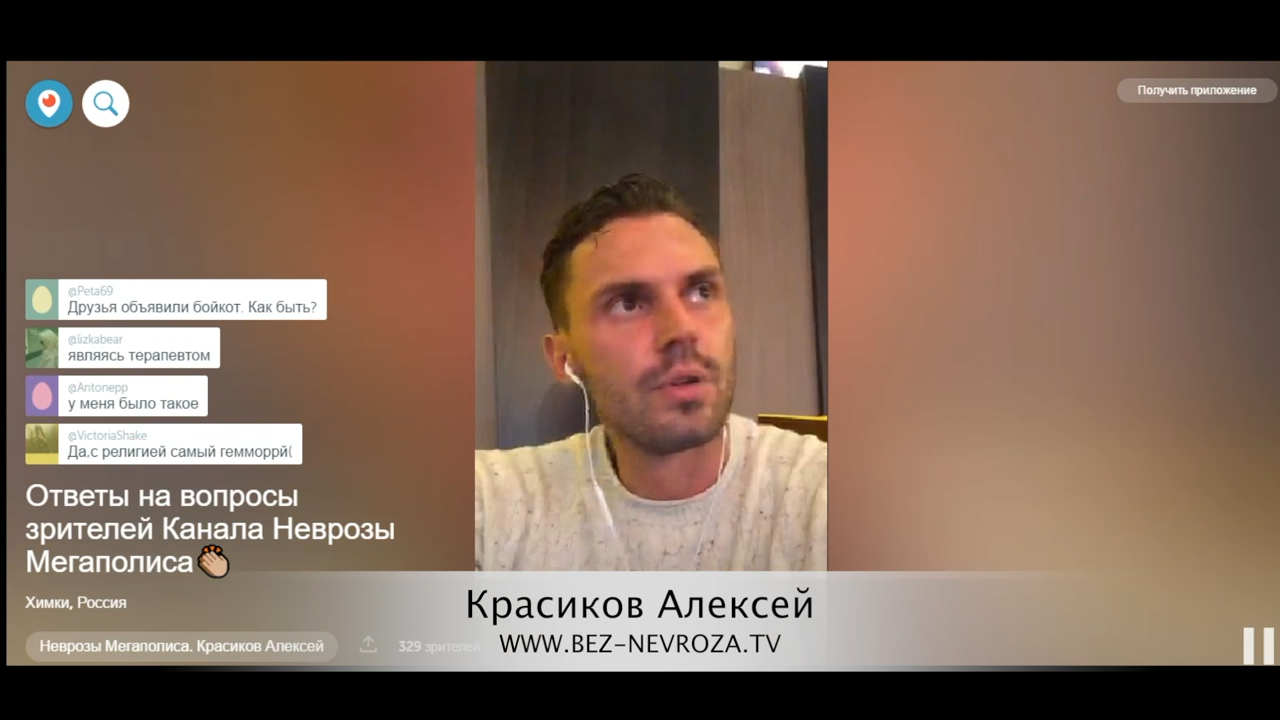 Получить приложение
@Peta69
Друзья объявили бойкот. Как быть?
@lizkabear
являясь терапевтом
@Antonepp
у меня было такое
@VictoriaShake
Да,с религией самый гемморрй(
Ответы на вопросы
зрителей Канала Неврозы
Мегаполиса👏
Химки, Россия
Неврозы Мегаполиса. Красиков Алексей
329 зрителей
Красиков Алексей
WWW.BEZ-NEVROZA.TV